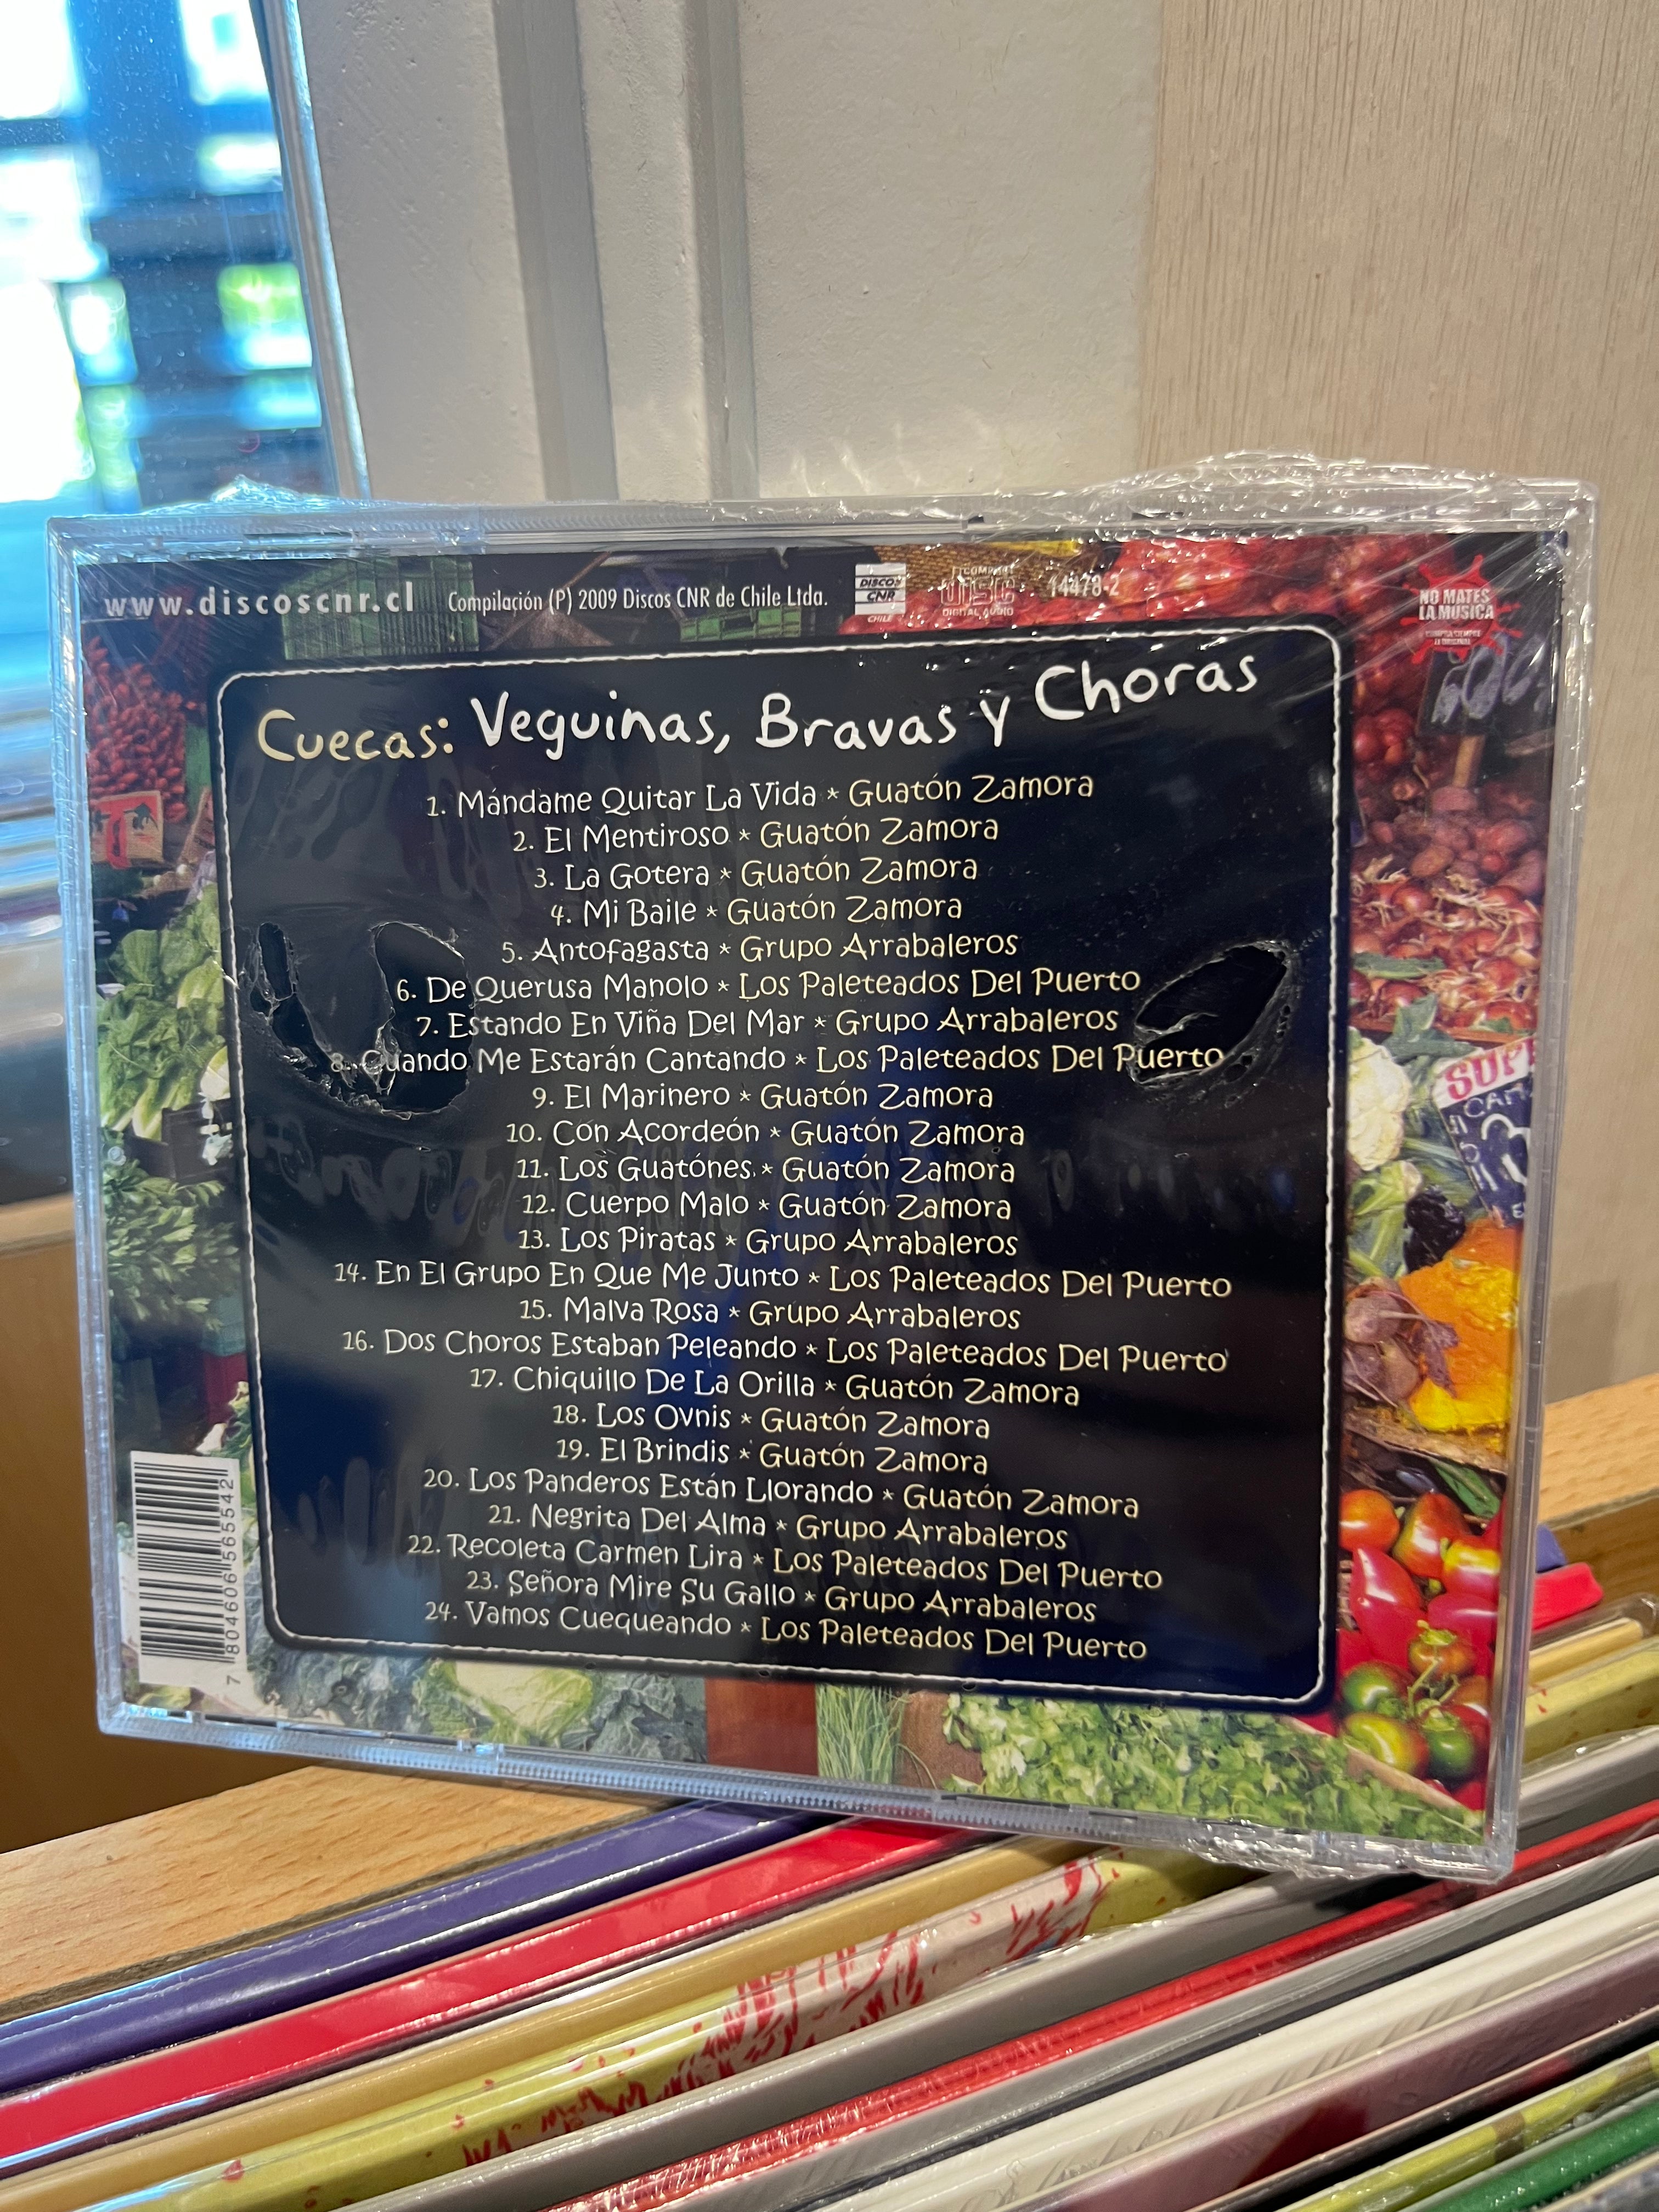 www.discoscnr.cl Compilación (P) 2009 Discos CNR de Chile Ltda. DISCOS CNR CHILE COMPACT disc DIGITAL AUDIO 14478-2
NO MATES
LA MUSICA
COMPRA SIEMPRE
LO ORIGINAL
Cuecas: Veguinas, Bravas y Choras
1. Mándame Quitar La Vida * Guatón Zamora
2. El Mentiroso * Guatón Zamora
3. La Gotera * Guatón Zamora
4. Mi Baile * Guatón Zamora
5. Antofagasta * Grupo Arrabaleros
6. De Querusa Manolo * Los Paleteados Del Puerto
7. Estando En Viña Del Mar * Grupo Arrabaleros
8. Cuando Me Estarán Cantando * Los Paleteados Del Puerto
9. El Marinero * Guatón Zamora
10. Con Acordeón * Guatón Zamora
11. Los Guatónes * Guatón Zamora
12. Cuerpo Malo * Guatón Zamora
13. Los Piratas * Grupo Arrabaleros
14. En El Grupo En Que Me Junto * Los Paleteados Del Puerto
15. Malva Rosa * Grupo Arrabaleros
16. Dos Choros Estaban Peleando * Los Paleteados Del Puerto
17. Chiquillo De La Orilla * Guatón Zamora
18. Los Ovnis * Guatón Zamora
19. El Brindis * Guatón Zamora
20. Los Panderos Están Llorando * Guatón Zamora
21. Negrita Del Alma * Grupo Arrabaleros
22. Recoleta Carmen Lira * Los Paleteados Del Puerto
23. Señora Mire Su Gallo * Grupo Arrabaleros
24. Vamos Cuequeando * Los Paleteados Del Puerto
7 804606 565542